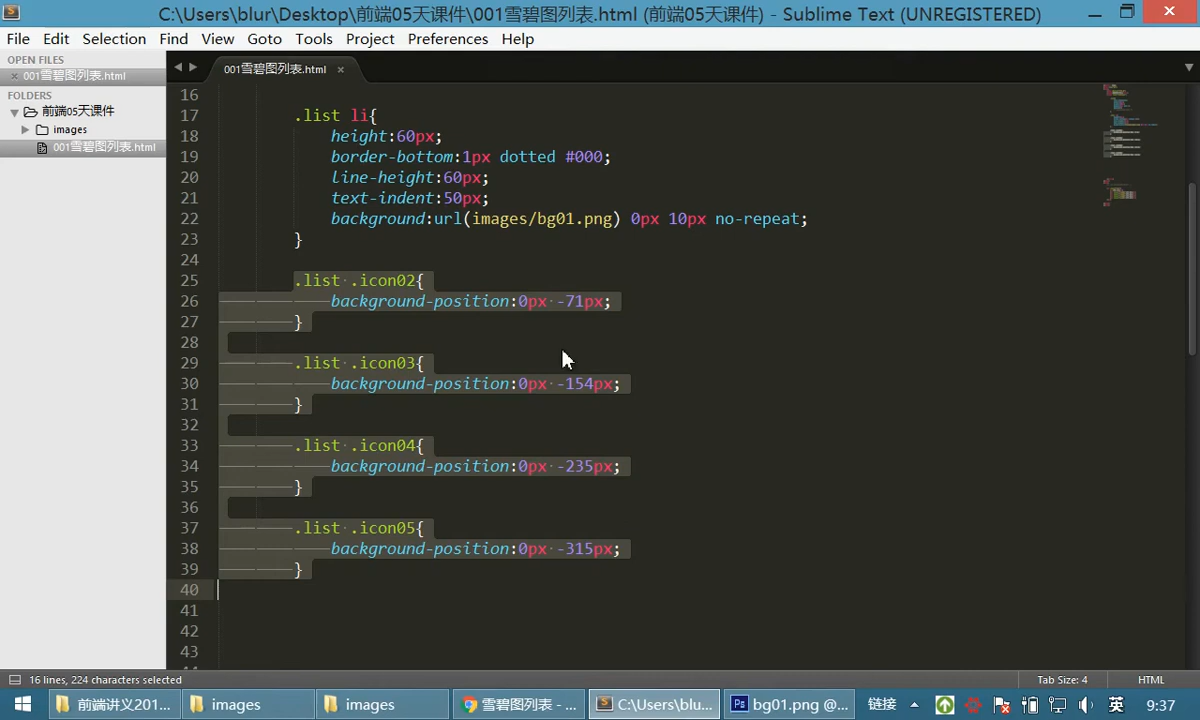 C:\Users\blur\Desktop\前端05天课件\001雪碧图列表.html (前端05天课件) - Sublime Text (UNREGISTERED)
File Edit Selection Find View Goto Tools Project Preferences Help
OPEN FILES
001雪碧图列表.html
FOLDERS
前端05天课件
images
001雪碧图列表.html
001雪碧图列表.html
16
17 .list li{
18 height:60px;
19 border-bottom:1px dotted #000;
20 line-height:60px;
21 text-indent:50px;
22 background:url(images/bg01.png) 0px 10px no-repeat;
23 }
24
25 .list .icon02{
26 background-position:0px -71px;
27 }
28
29 .list .icon03{
30 background-position:0px -154px;
31 }
32
33 .list .icon04{
34 background-position:0px -235px;
35 }
36
37 .list .icon05{
38 background-position:0px -315px;
39 }
40
41
42
43
16 lines, 224 characters selected Tab Size: 4 HTML
前端讲义201... images images 雪碧图列表 - ... C:\Users\blur... Ps bg01.png @... 链接 英 9:37